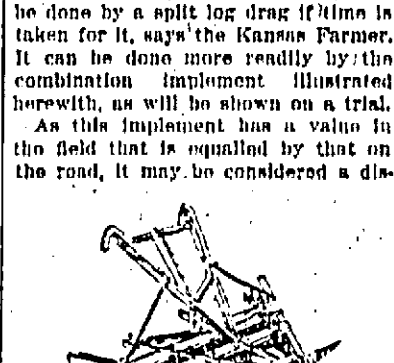 be done by a split log drag if time is
taken for it, says the Kansas Farmer.
It can be done more readily by the
combination implement illustrated
herewith, as will be shown on a trial.
As this implement has a value in
the field that is equalled by that on
the road, it may be considered a dis-